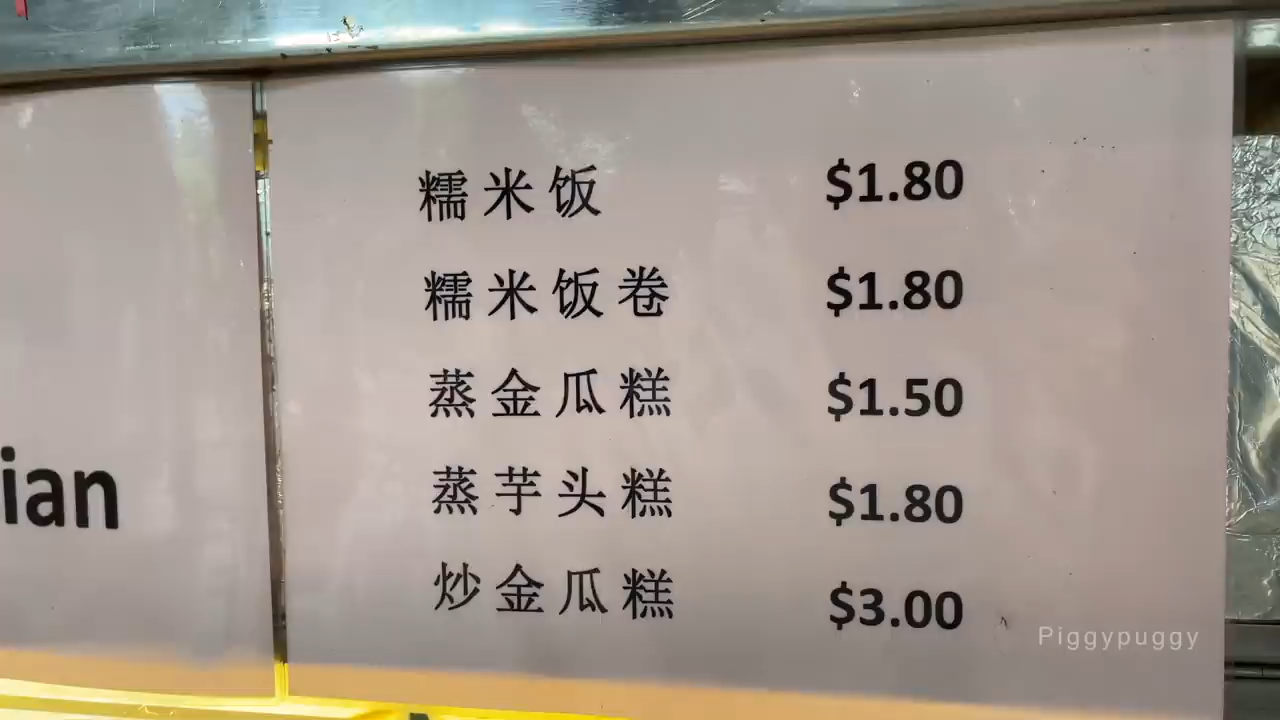 糯米饭 $1.80
糯米饭卷 $1.80
蒸金瓜糕 $1.50
蒸芋头糕 $1.80
炒金瓜糕 $3.00
ian
Piggypuggy